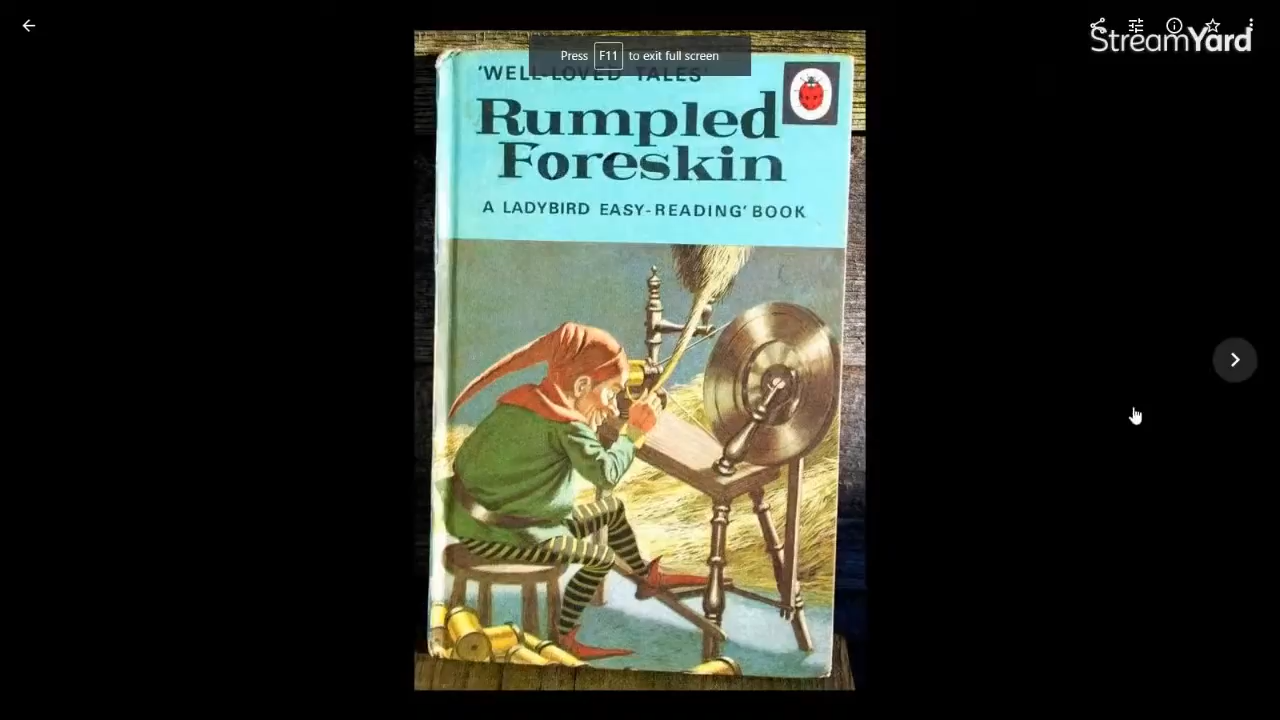 Press F11 to exit full screen
StreamYard
'WELL-LOVED TALES'
Rumpled
Foreskin
A LADYBIRD 'EASY-READING' BOOK